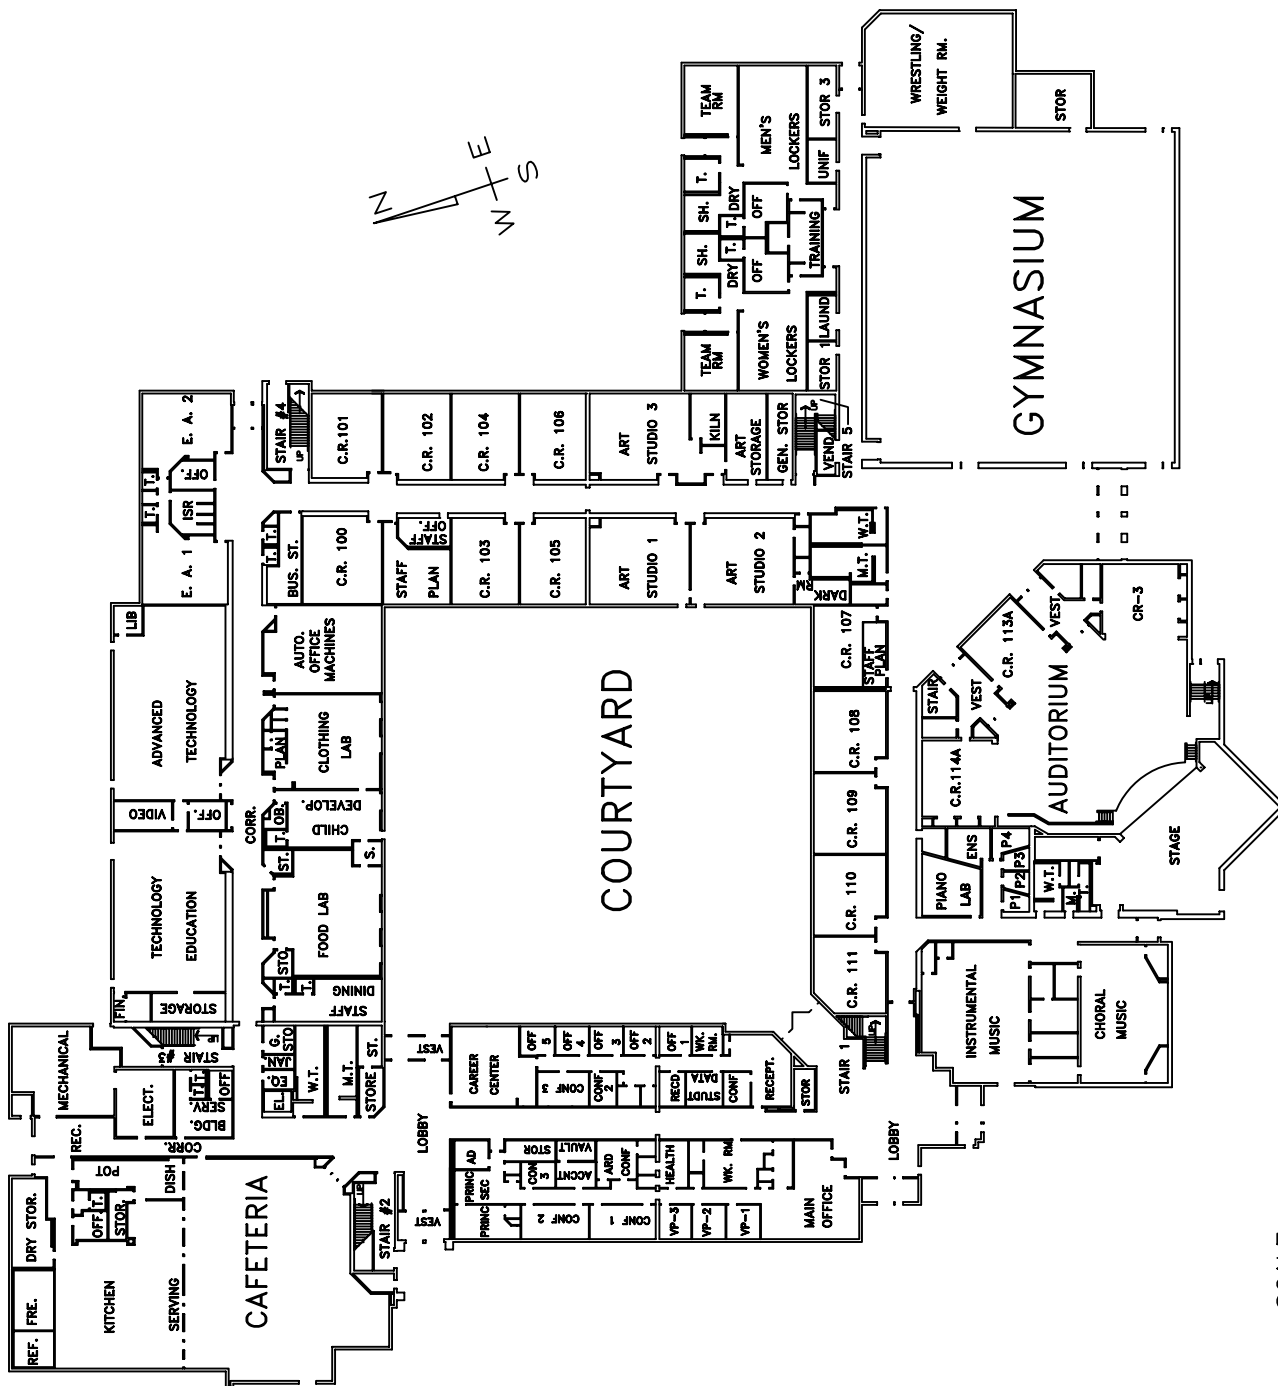 WRESTLING/
WEIGHT RM.
STOR
GYMNASIUM
TEAM
RM
MEN'S
LOCKERS
STOR 3
UNIF
T.
SH.
DRY
T.
OFF
TRAINING
SH.
T.
DRY
OFF
T.
TEAM
RM
WOMEN'S
LOCKERS
LAUND
STOR 1
N
E
S
W
E. A. 2
T.
OFF.
T.
ISR
E. A. 1
STAIR #4
UP
C.R.101
C.R. 102
C.R. 104
C.R. 106
ART
STUDIO 3
KILN
ART
STORAGE
GEN. STOR
UP
VEND
STAIR 5
T.
T.
BUS. ST.
C.R. 100
STAFF
OFF.
STAFF
PLAN
C.R. 103
C.R. 105
ART
STUDIO 1
ART
STUDIO 2
W.T.
M.T.
DARK
RM
LIB
ADVANCED
TECHNOLOGY
VIDEO
OFF.
CORR.
TECHNOLOGY
EDUCATION
FIN.
STORAGE
AUTO.
OFFICE
MACHINES
PLAN
CLOTHING
LAB
OB.
T.
CHILD
DEVELOP.
ST.
S.
FOOD LAB
STO.
T.
T.
STAFF
DINING
COURTYARD
C.R. 107
STAFF
PLAN
C.R. 108
C.R. 109
C.R. 110
C.R. 111
STAIR 1
UP
VEST
C.R. 113A
CR-3
STAIR
VEST
AUDITORIUM
C.R.114A
ENS
PIANO
LAB
P4
P3
P2
P1
W.T.
M.
STAGE
INSTRUMENTAL
MUSIC
CHORAL
MUSIC
MECHANICAL
STAIR #3
UP
ELECT.
T.
T.
OFF
BLDG.
SERV.
G.
STO
JAN
EQ.
EL.
W.T.
M.T.
ST.
STORE
REC.
CORR.
POT
DISH
DRY STOR.
OFF
T.
STOR
FRE.
REF.
KITCHEN
SERVING
CAFETERIA
UP
STAIR #2
VEST
LOBBY
VEST
CAREER
CENTER
OFF
5
OFF
4
OFF
3
OFF
2
OFF
1
WK.
RM.
CONF
3
CONF
2
RECD
STUDT
DATA
CONF
RECEPT.
STOR
AD
PRINC
SEC
PRINC
STOR
VAULT
CON
3
ACCNT
ARD
CONF
HEALTH
WK. RM
CONF 2
CONF 1
VP-3
VP-2
VP-1
MAIN
OFFICE
LOBBY